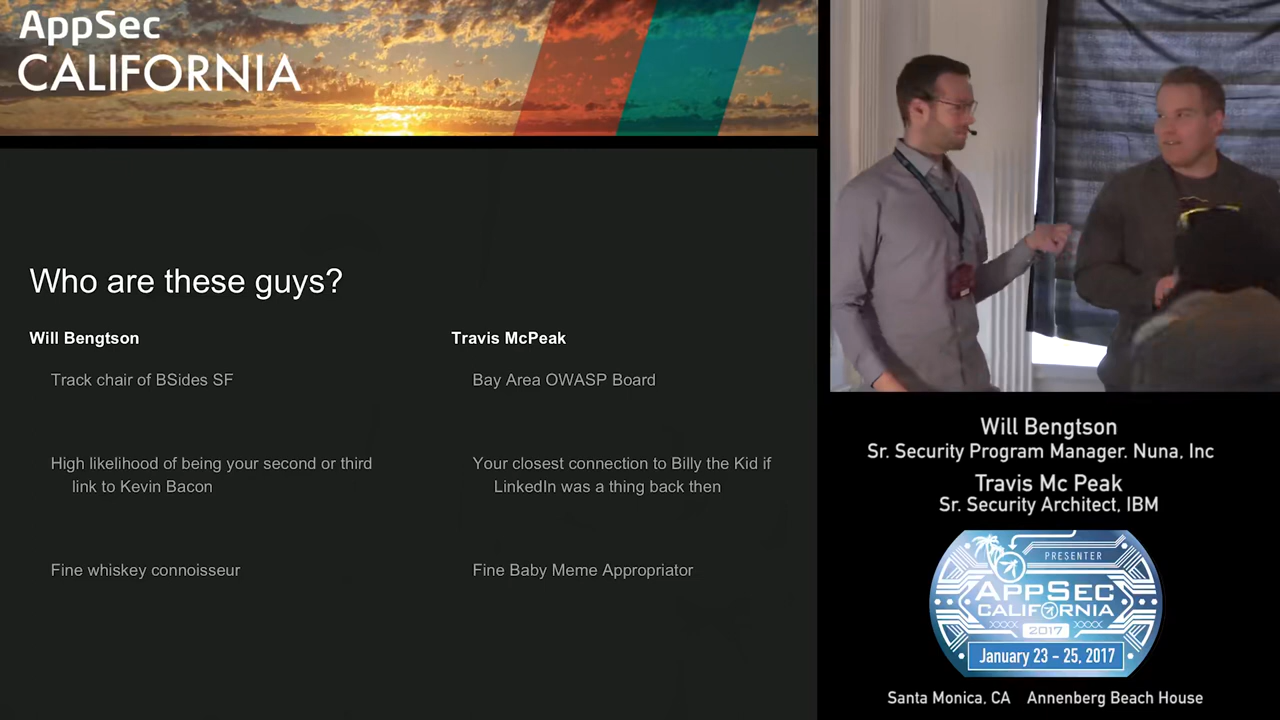 AppSec
CALIFORNIA
Who are these guys?
Will Bengtson
Track chair of BSides SF
High likelihood of being your second or third
link to Kevin Bacon
Fine whiskey connoisseur
Travis McPeak
Bay Area OWASP Board
Your closest connection to Billy the Kid if
LinkedIn was a thing back then
Fine Baby Meme Appropriator
Will Bengtson
Sr. Security Program Manager. Nuna, Inc
Travis Mc Peak
Sr. Security Architect, IBM
PRESENTER
APPSEC
CALIFORNIA
XXXX 2017 XXXX
January 23 - 25, 2017
Santa Monica, CA Annenberg Beach House